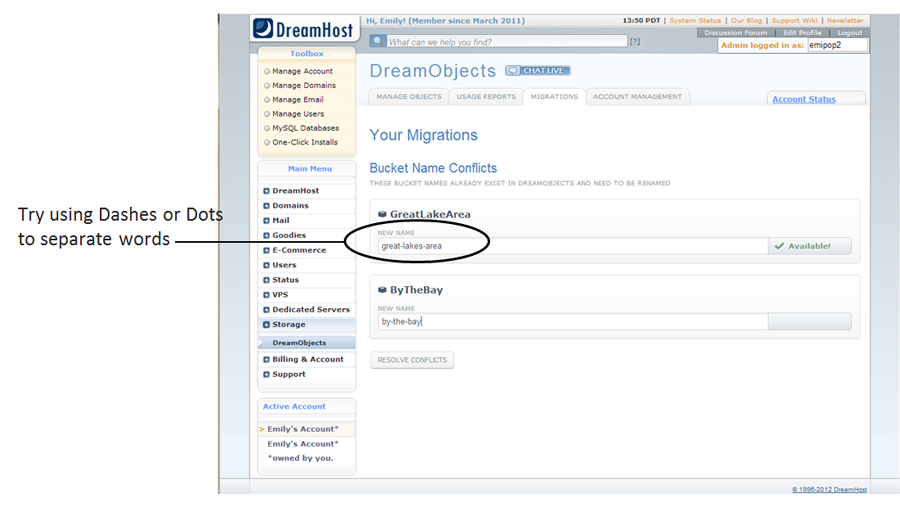 DreamHost
Hi, Emily! (Member since March 2011)
13:50 PDT | System Status | Our Blog | Support Wiki | Newsletter
Discussion Forum | Edit Profile | Logout
What can we help you find?
[?]
Admin logged in as: emipop2
Toolbox
Manage Account
Manage Domains
Manage Email
Manage Users
MySQL Databases
One-Click Installs
Main Menu
DreamHost
Domains
Mail
Goodies
E-Commerce
Users
Status
VPS
Dedicated Servers
Storage
DreamObjects
Billing & Account
Support
Active Account
> Emily's Account*
Emily's Account*
*owned by you.
DreamObjects
CHAT LIVE
MANAGE OBJECTS
USAGE REPORTS
MIGRATIONS
ACCOUNT MANAGEMENT
Account Status
Your Migrations
Bucket Name Conflicts
THESE BUCKET NAMES ALREADY EXIST IN DREAMOBJECTS AND NEED TO BE RENAMED
GreatLakeArea
NEW NAME
great-lakes-area
Available!
ByTheBay
NEW NAME
by-the-bay
RESOLVE CONFLICTS
Try using Dashes or Dots
to separate words
© 1996-2012 DreamHost